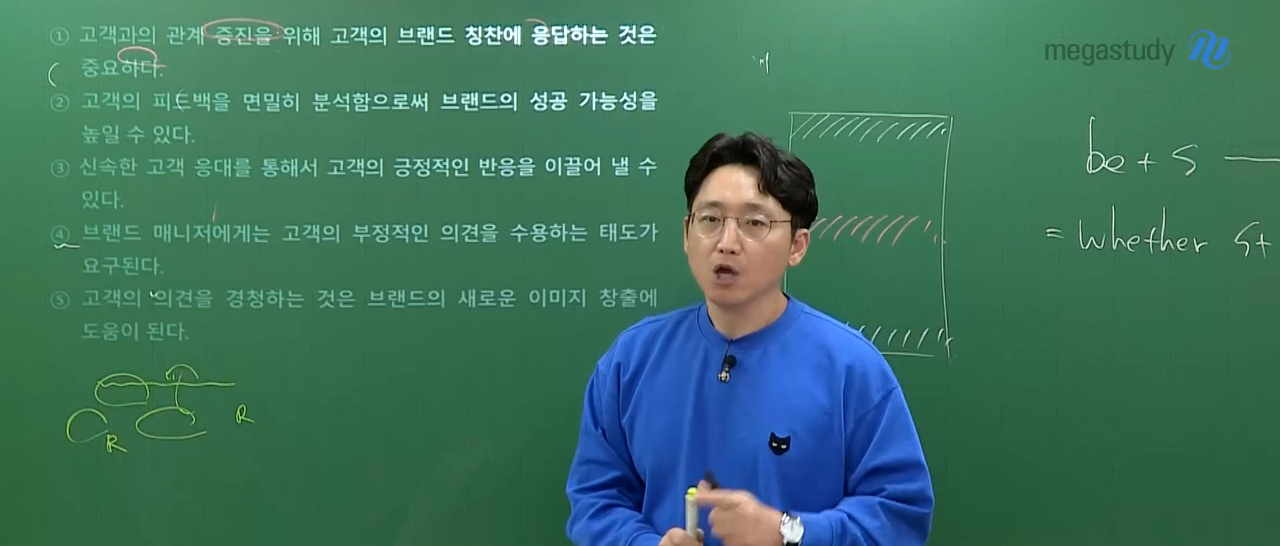 ① 고객과의 관계 증진을 위해 고객의 브랜드 칭찬에 응답하는 것은
중요하다.
② 고객의 피드백을 면밀히 분석함으로써 브랜드의 성공 가능성을
높일 수 있다.
③ 신속한 고객 응대를 통해서 고객의 긍정적인 반응을 이끌어 낼 수
있다.
④ 브랜드 매니저에게는 고객의 부정적인 의견을 수용하는 태도가
요구된다.
⑤ 고객의 의견을 경청하는 것은 브랜드의 새로운 이미지 창출에
도움이 된다.
R
R
megastudy
be + S
= whether S+